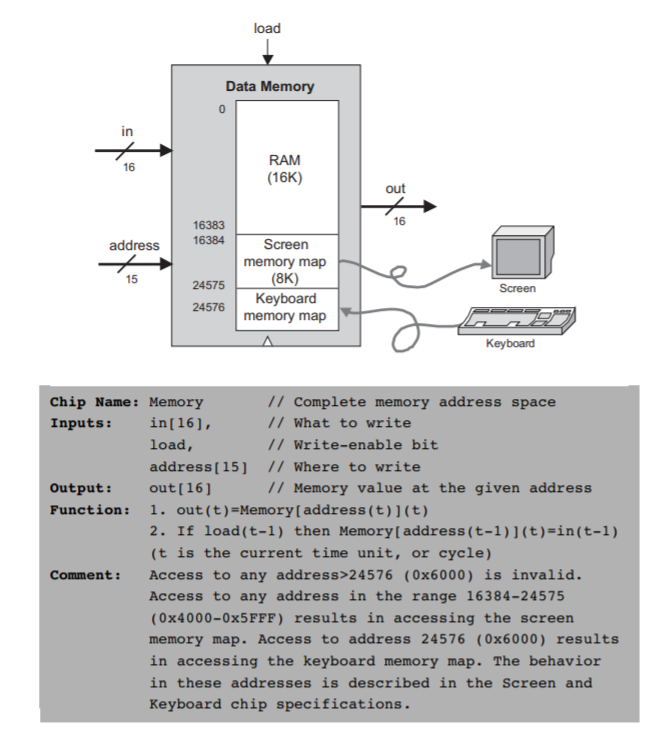 load
Data Memory
0
in
16
RAM
(16K)
out
16
16383
16384
address
15
Screen
memory map
(8K)
24575
24576
Keyboard
memory map
Screen
Keyboard
Chip Name: Memory // Complete memory address space
Inputs: in[16], // What to write
load, // Write-enable bit
address[15] // Where to write
Output: out[16] // Memory value at the given address
Function: 1. out(t)=Memory[address(t)](t)
2. If load(t-1) then Memory[address(t-1)](t)=in(t-1)
(t is the current time unit, or cycle)
Comment: Access to any address>24576 (0x6000) is invalid.
Access to any address in the range 16384-24575
(0x4000-0x5FFF) results in accessing the screen
memory map. Access to address 24576 (0x6000) results
in accessing the keyboard memory map. The behavior
in these addresses is described in the Screen and
Keyboard chip specifications.